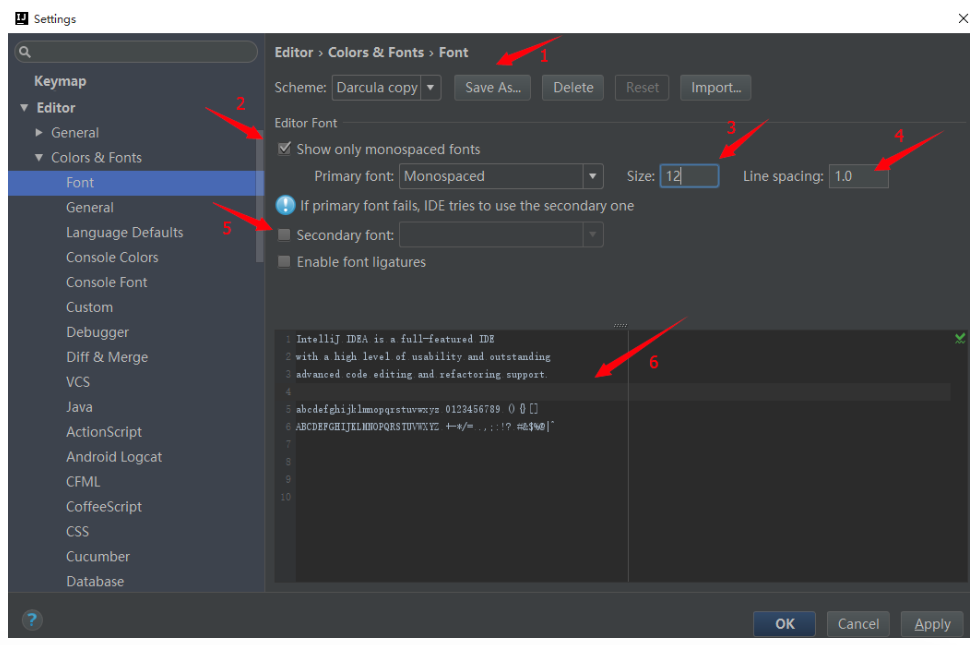 Settings
Keymap
Editor
General
Colors & Fonts
Font
General
Language Defaults
Console Colors
Console Font
Custom
Debugger
Diff & Merge
VCS
Java
ActionScript
Android Logcat
CFML
CoffeeScript
CSS
Cucumber
Database
2
5
Editor › Colors & Fonts › Font
1
Scheme: Darcula copy Save As... Delete Reset Import...
Editor Font
3
4
Show only monospaced fonts
Primary font: Monospaced Size: 12 Line spacing: 1.0
If primary font fails, IDE tries to use the secondary one
Secondary font:
Enable font ligatures
6
1 IntelliJ IDEA is a full-featured IDE
2 with a high level of usability and outstanding
3 advanced code editing and refactoring support.
4
5 abcdefghijklmnopqrstuvwxyz 0123456789 () {} []
6 ABCDEFGHIJKLMNOPQRSTUVWXYZ +-*/= .,;:!? #&$%@|^
7
8
9
10
? OK Cancel Apply